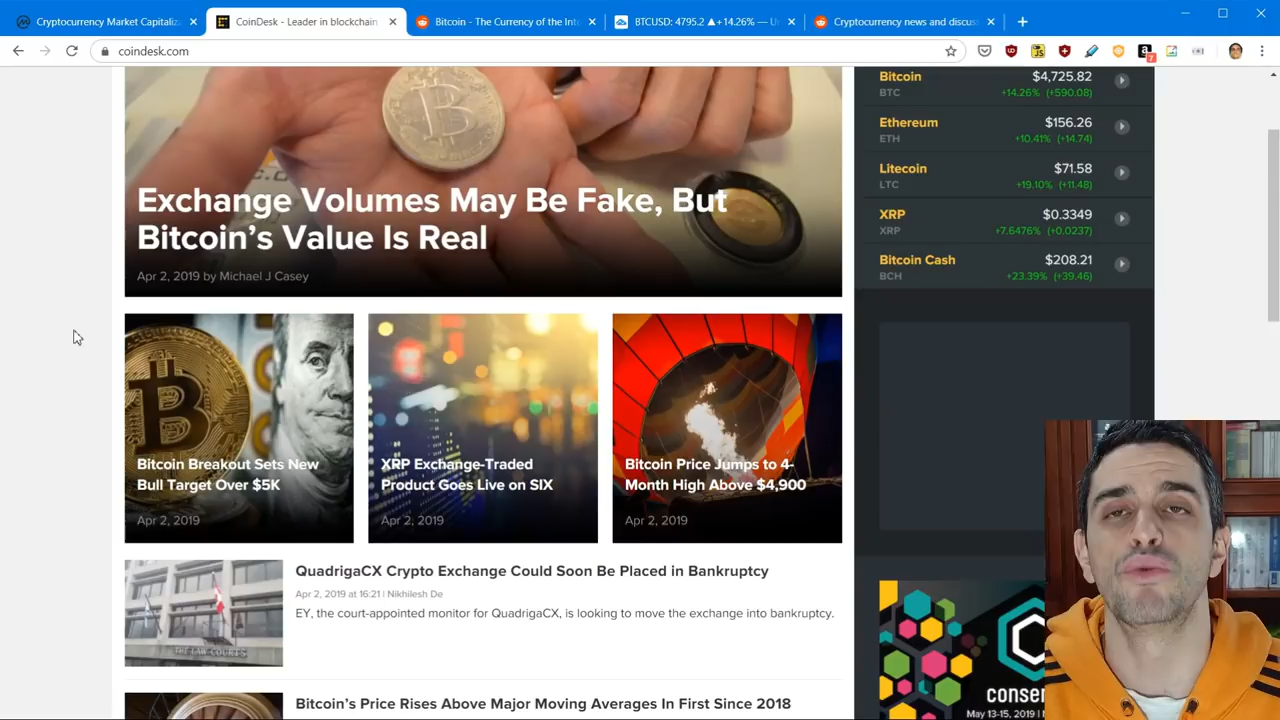 Cryptocurrency Market Capitaliz
CoinDesk - Leader in blockchain
Bitcoin - The Currency of the Inte
BTCUSD: 4795.2 ▲+14.26% — U
Cryptocurrency news and discus
coindesk.com
7
Exchange Volumes May Be Fake, But
Bitcoin's Value Is Real
Apr 2, 2019 by Michael J Casey
Bitcoin
BTC
$4,725.82
+14.26% (+590.08)
Ethereum
ETH
$156.26
+10.41% (+14.74)
Litecoin
LTC
$71.58
+19.10% (+11.48)
XRP
XRP
$0.3349
+7.6476% (+0.0237)
Bitcoin Cash
BCH
$208.21
+23.39% (+39.46)
Bitcoin Breakout Sets New
Bull Target Over $5K
Apr 2, 2019
XRP Exchange-Traded
Product Goes Live on SIX
Apr 2, 2019
Bitcoin Price Jumps to 4-
Month High Above $4,900
Apr 2, 2019
QuadrigaCX Crypto Exchange Could Soon Be Placed in Bankruptcy
Apr 2, 2019 at 16:21 | Nikhilesh De
EY, the court-appointed monitor for QuadrigaCX, is looking to move the exchange into bankruptcy.
THE LAW COURTS
Bitcoin's Price Rises Above Major Moving Averages In First Since 2018
consen
May 13-15, 2019 |